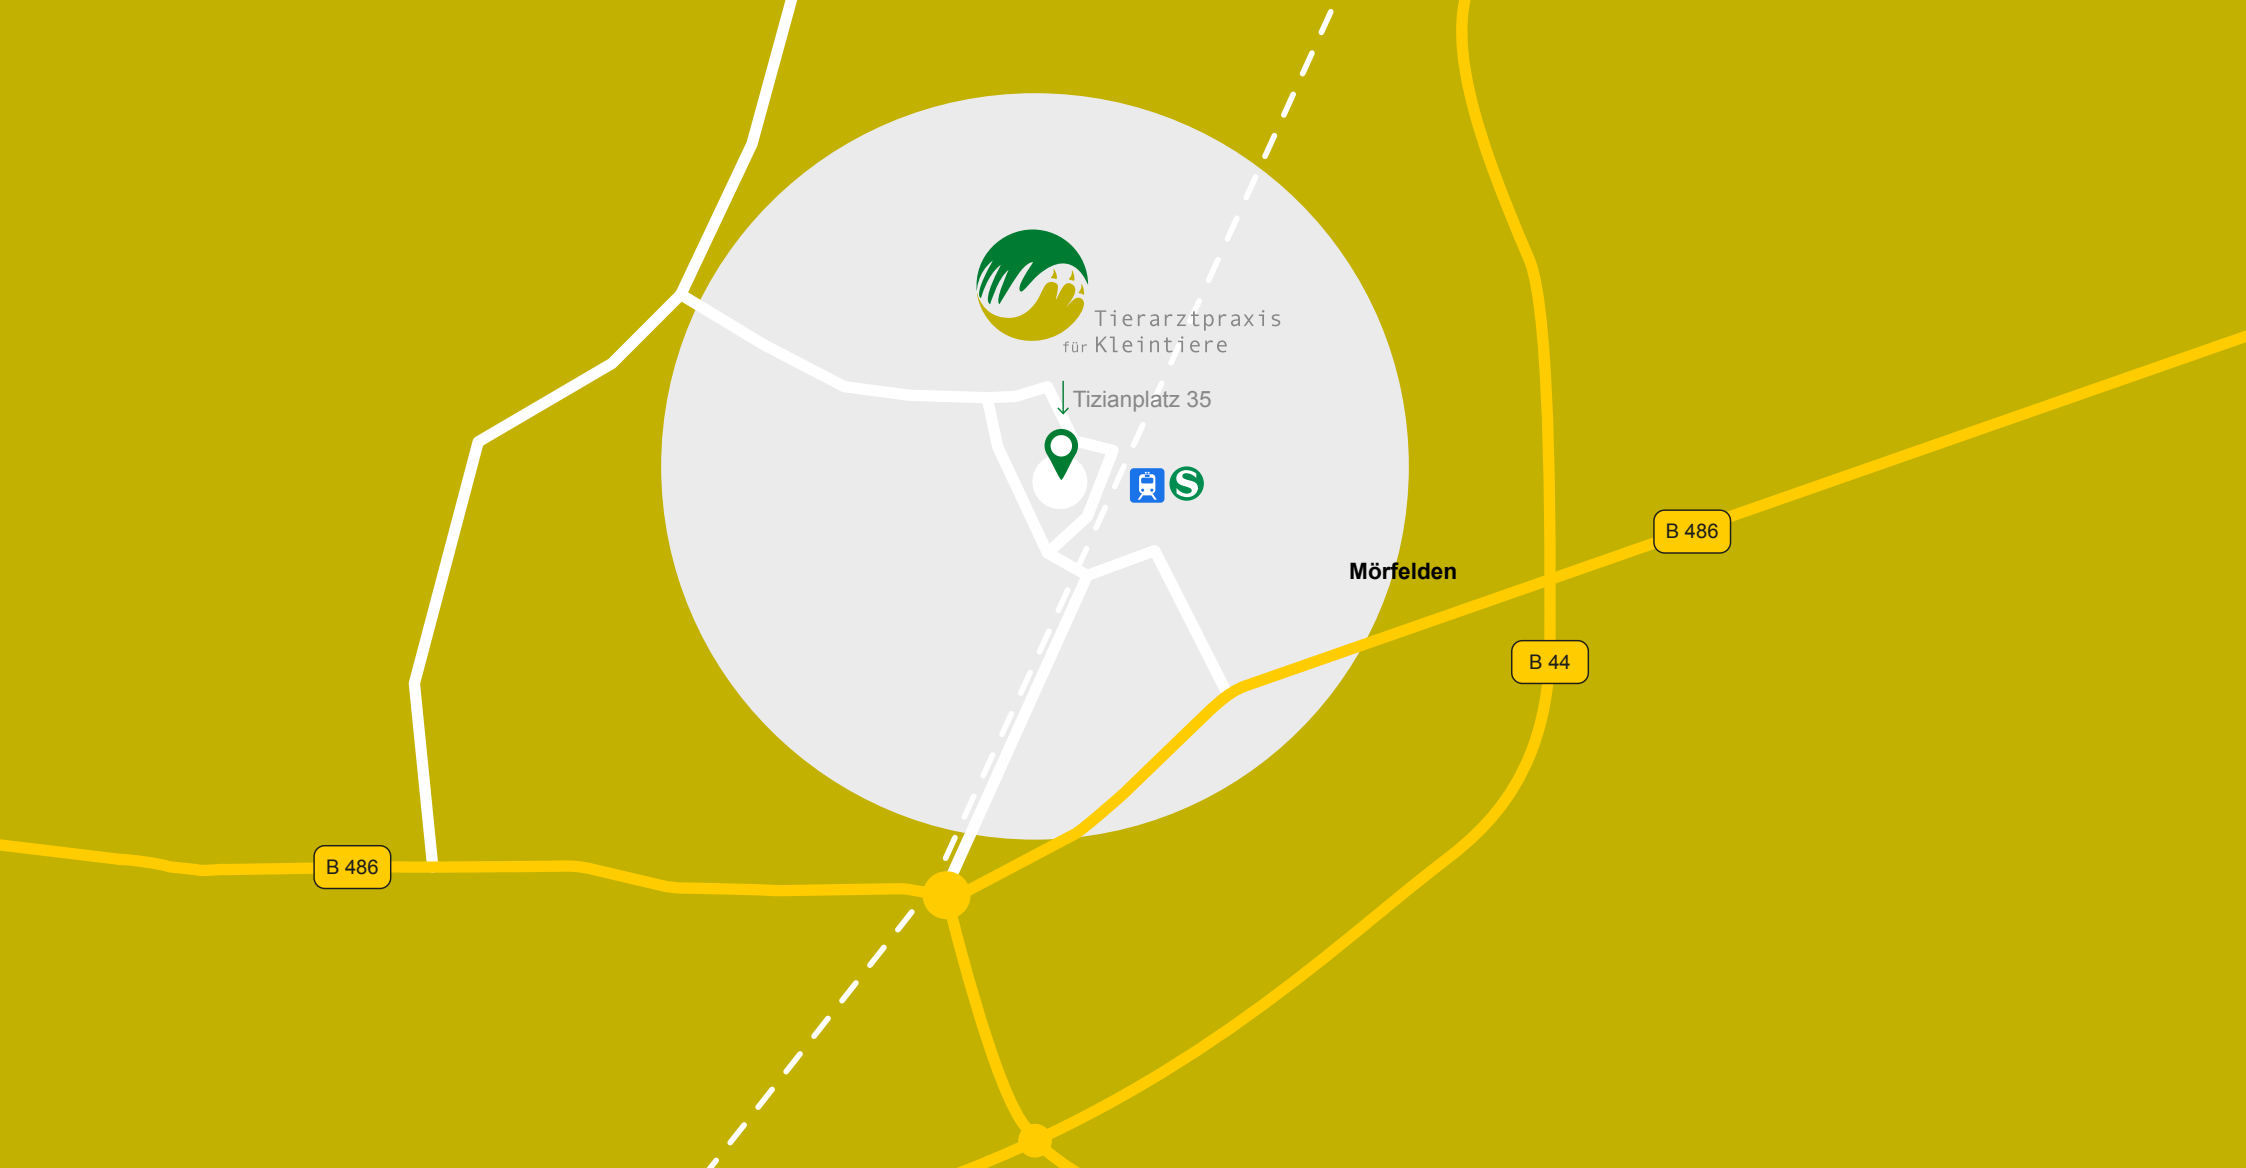 Tierarztpraxis
für Kleintiere
Tizianplatz 35
S
B 486
Mörfelden
B 44
B 486